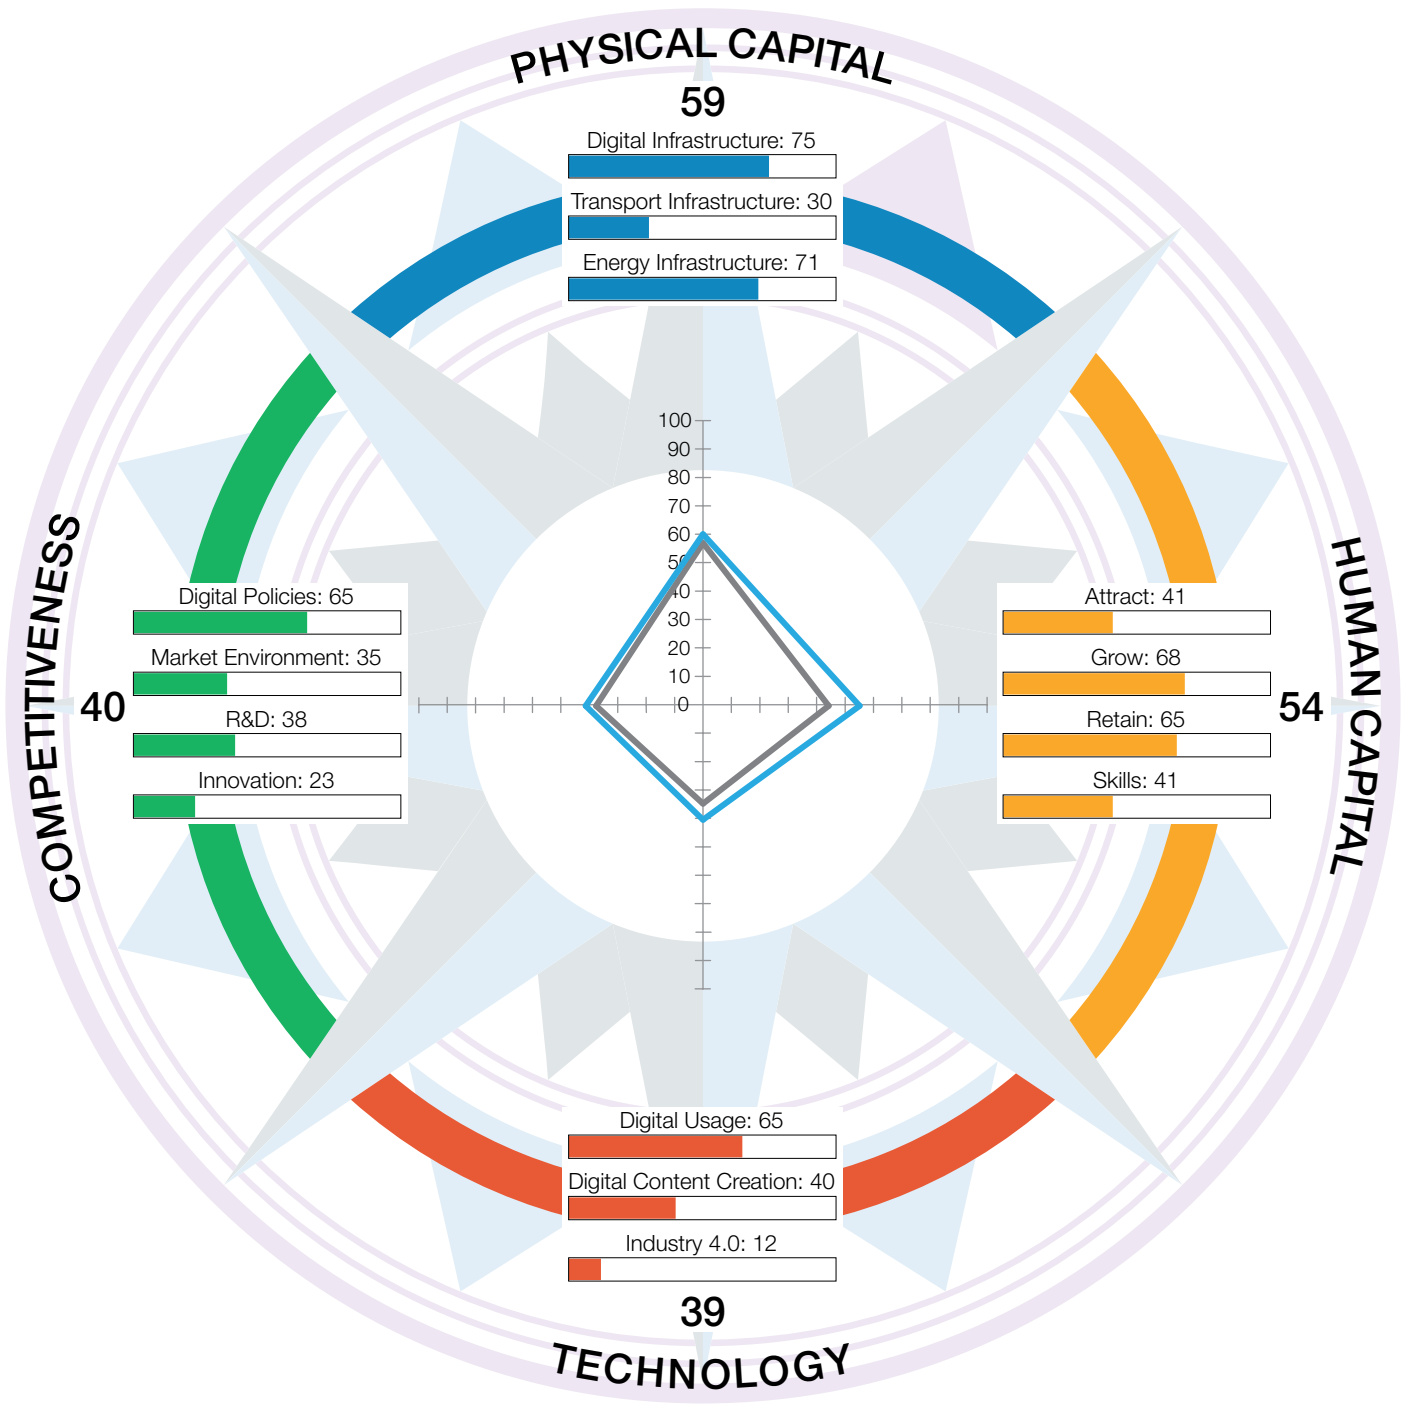 PHYSICAL CAPITAL
59
Digital Infrastructure: 75
Transport Infrastructure: 30
Energy Infrastructure: 71
100
90
80
70
60
50
40
30
20
10
0
COMPETITIVENESS
40
Digital Policies: 65
Market Environment: 35
R&D: 38
Innovation: 23
HUMAN CAPITAL
54
Attract: 41
Grow: 68
Retain: 65
Skills: 41
Digital Usage: 65
Digital Content Creation: 40
Industry 4.0: 12
39
TECHNOLOGY